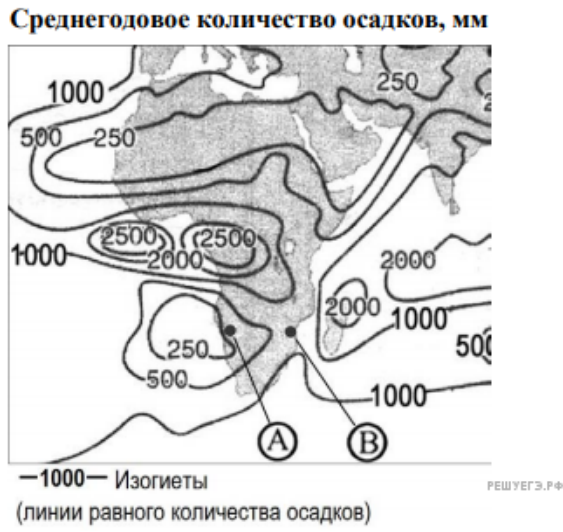 Среднегодовое количество осадков, мм
1000
250
500
250
2500
2500
1000
2000
2000
2000
1000
250
500
500
1000
A
B
—1000— Изогиеты
(линии равного количества осадков)
РЕШУЕГЭ.РФ